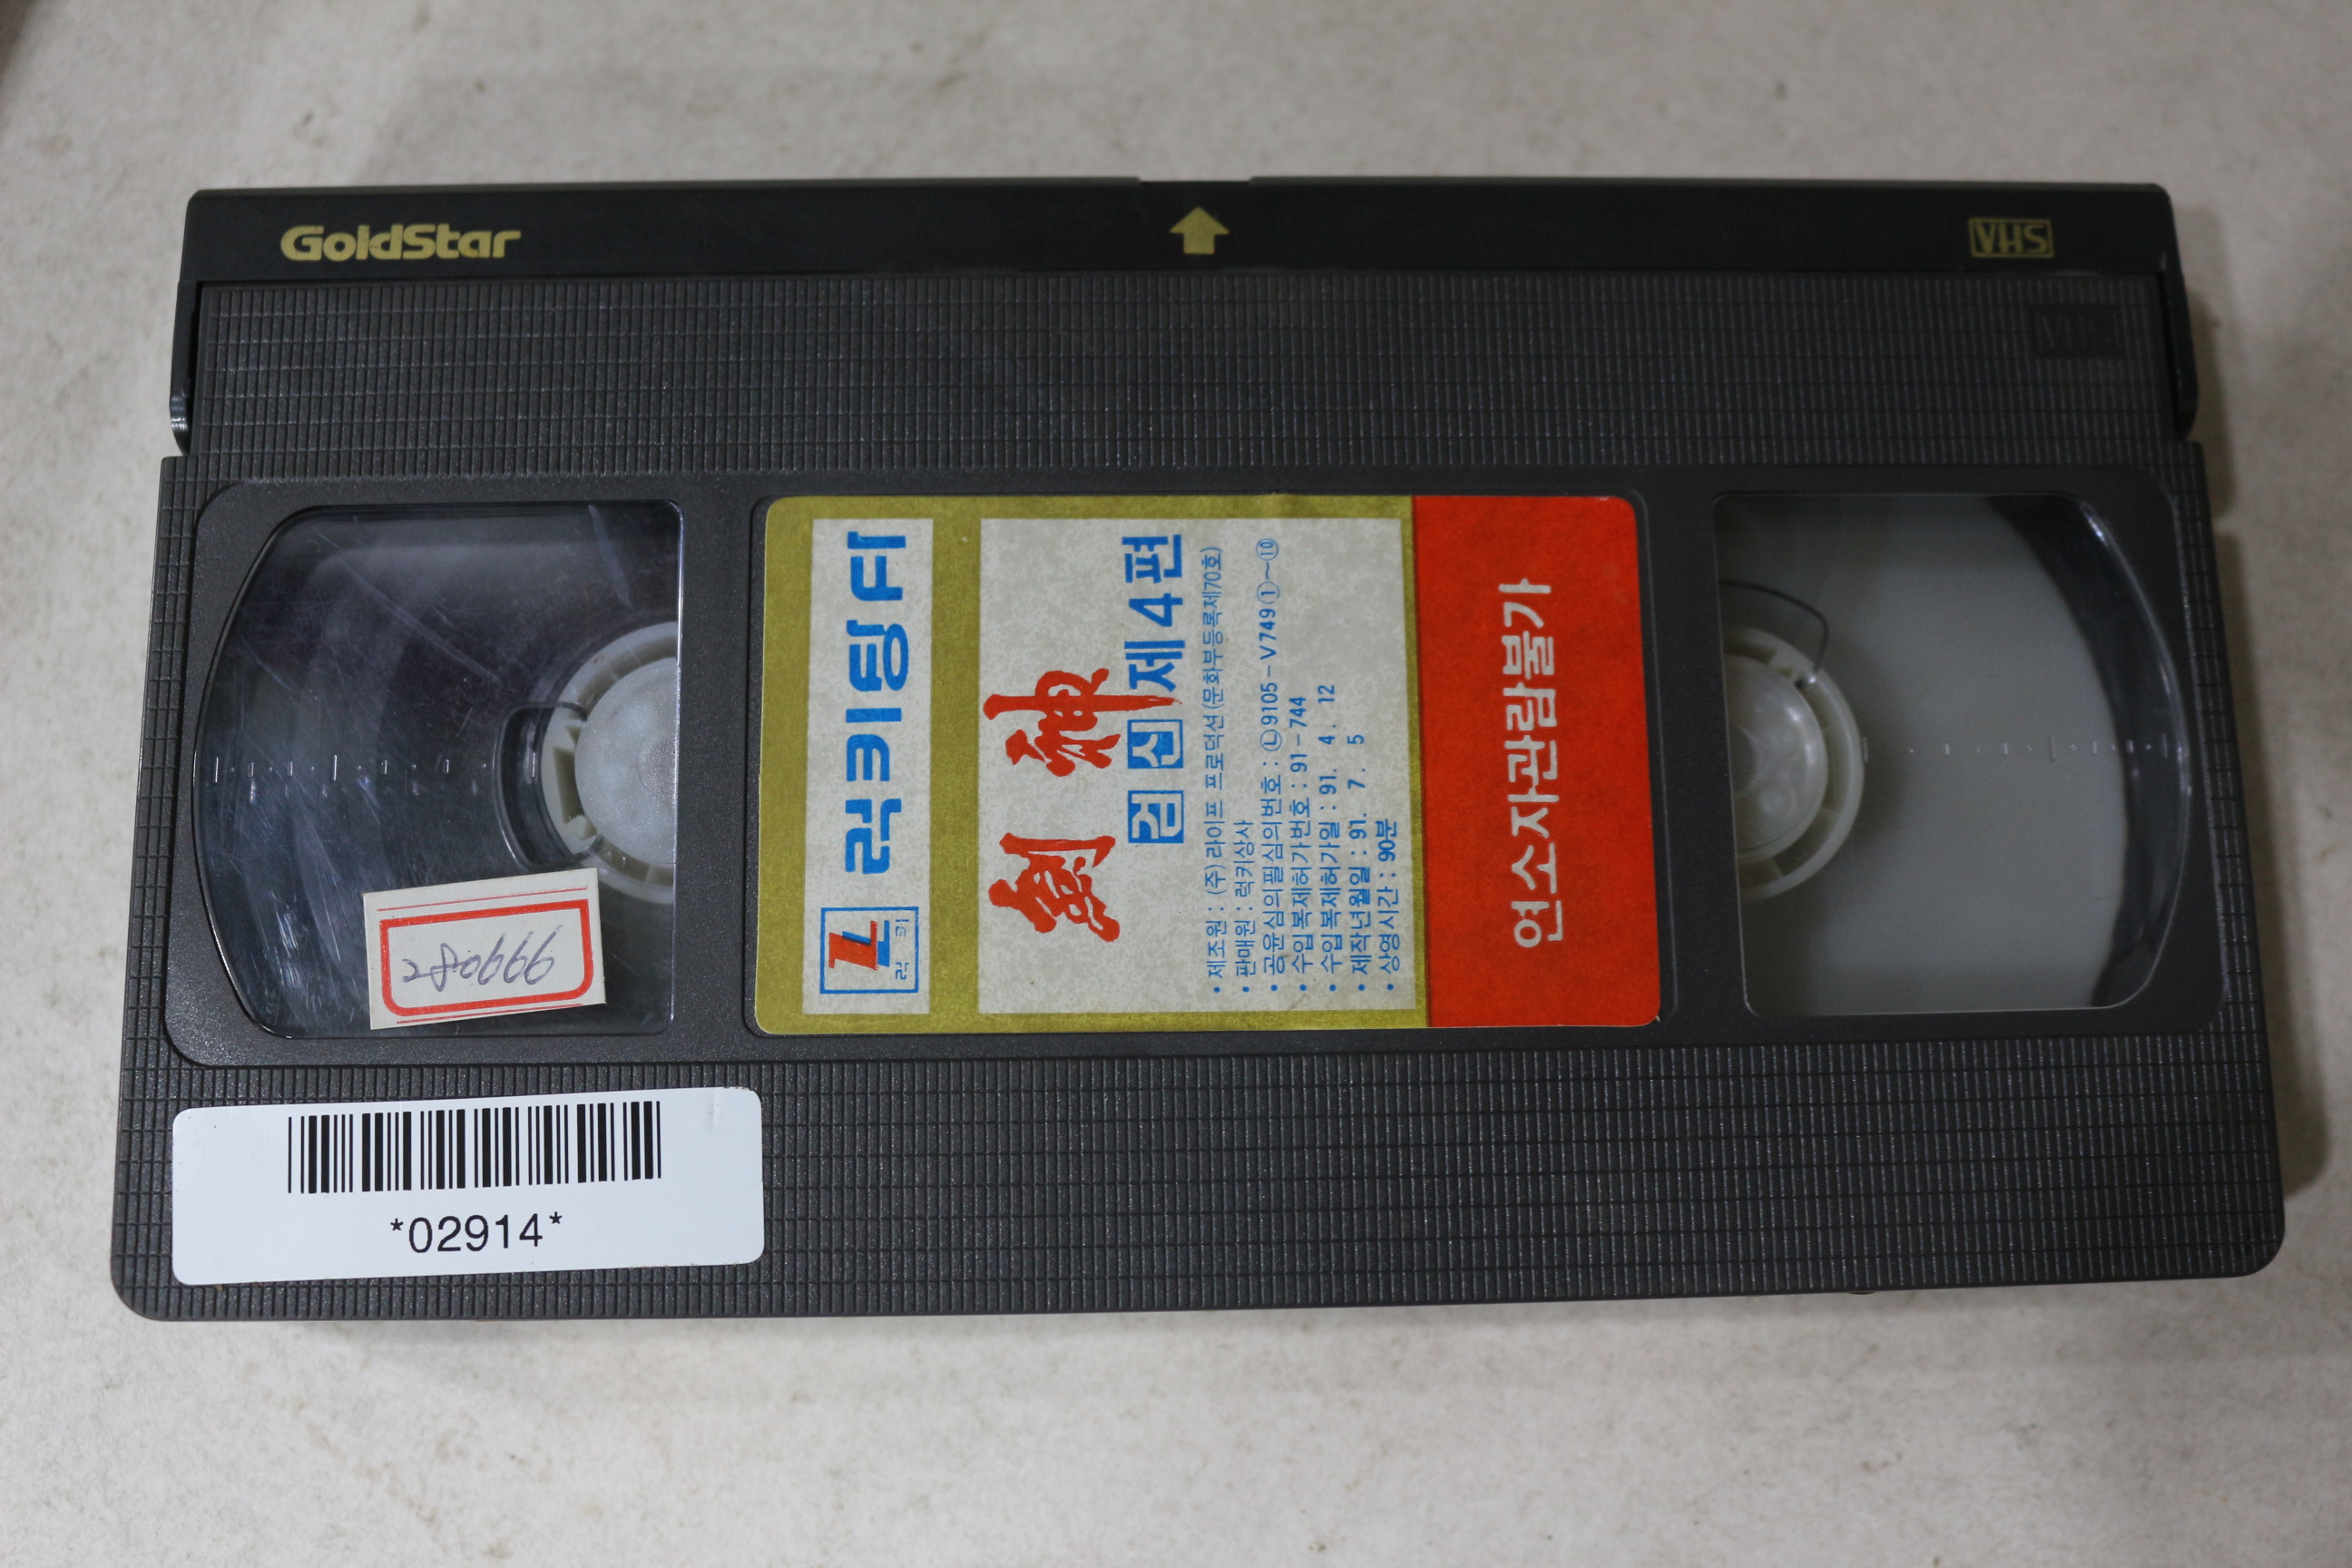 GoldStar
VHS
VHS
럭키팅사
L
럭키
劍神
검신 제4편
• 제조원 : (주)라이프 프로덕션(문화부등록제70호)
• 판매원 : 럭키상사
• 공윤심의필심의번호 : Ⓛ9105-V749①~⑩
• 수입복제허가번호 : 91-744
• 수입복제허가일 : 91. 4. 12
• 제작년월일 : 91. 7. 5
• 상영시간 : 90분
연소자관람불가
280666
*02914*